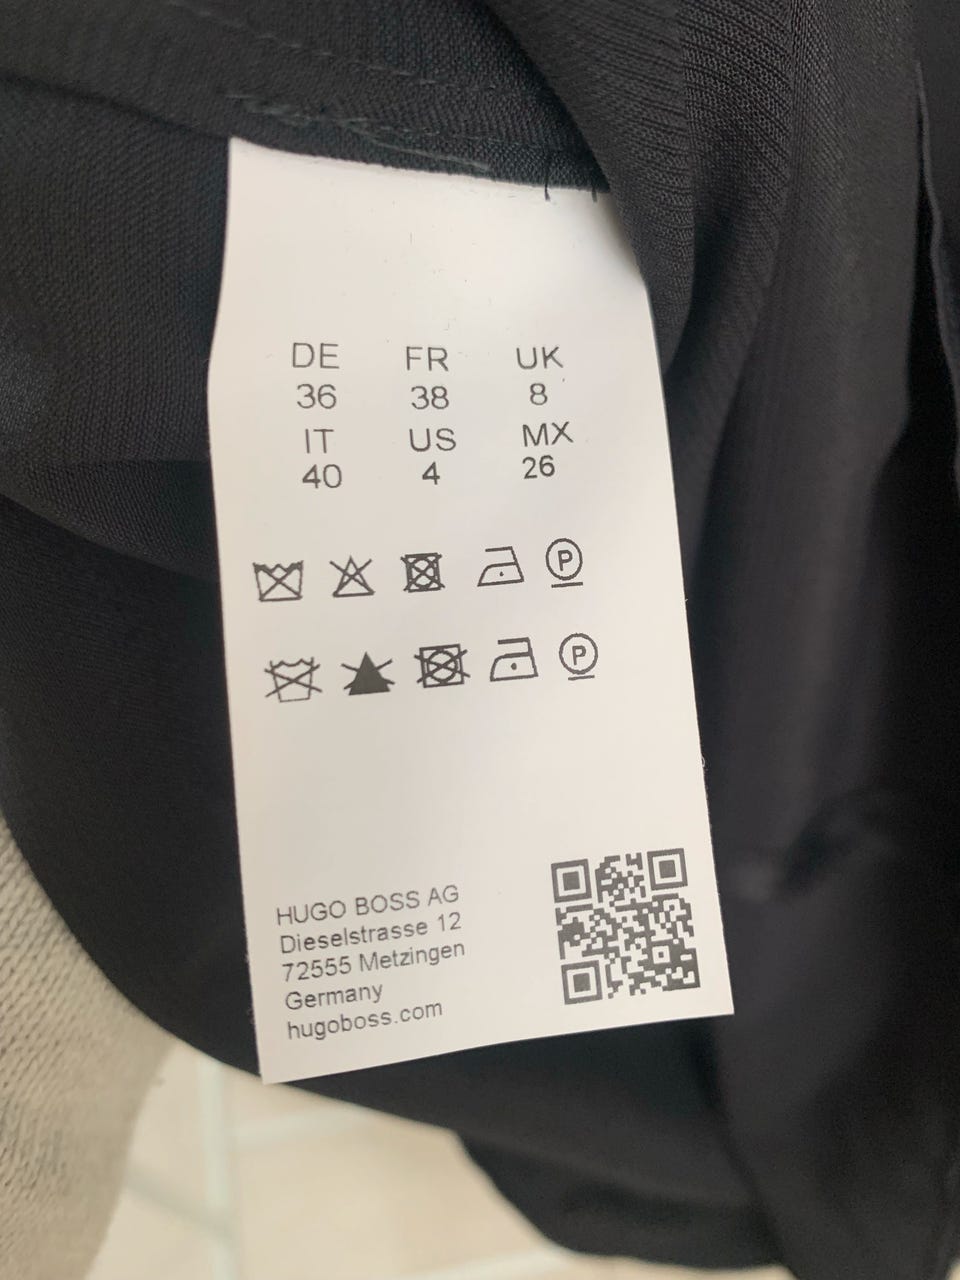 DE FR UK
36 38 8
IT US MX
40 4 26
P
P
HUGO BOSS AG
Dieselstrasse 12
72555 Metzingen
Germany
hugoboss.com